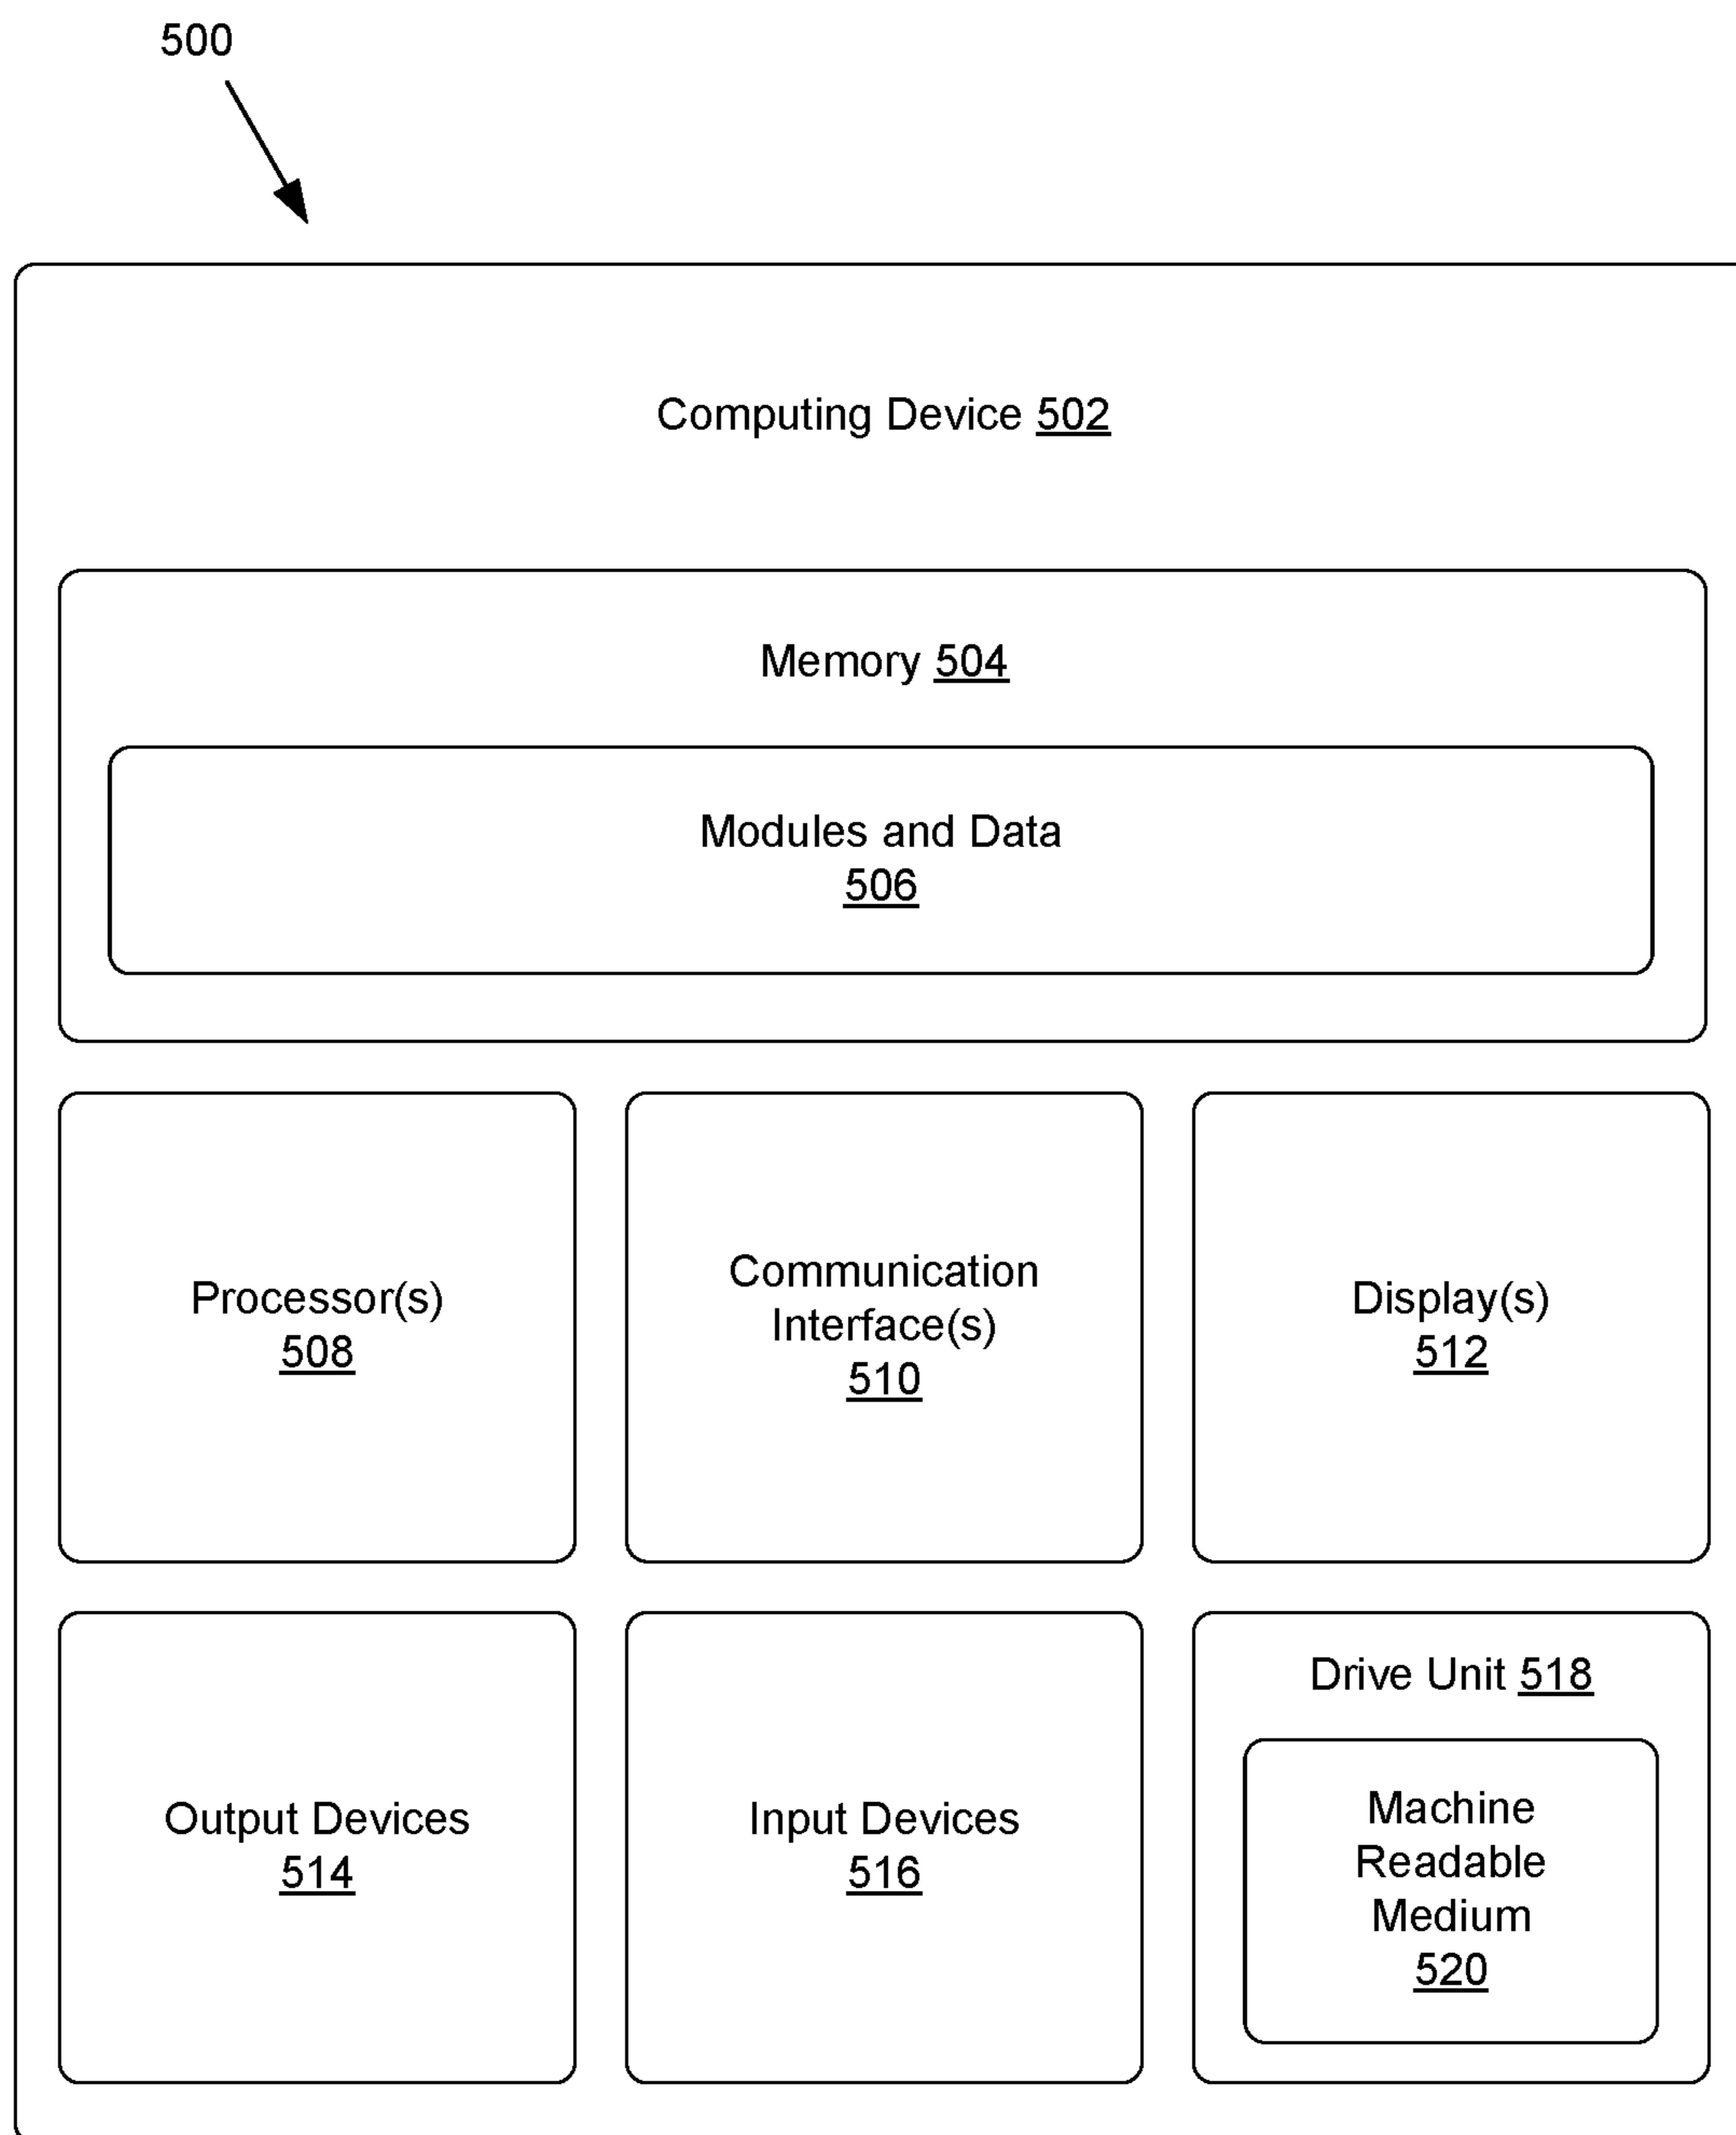 500
Computing Device 502
Memory 504
Modules and Data
506
Processor(s)
508
Communication
Interface(s)
510
Display(s)
512
Output Devices
514
Input Devices
516
Drive Unit 518
Machine
Readable
Medium
520